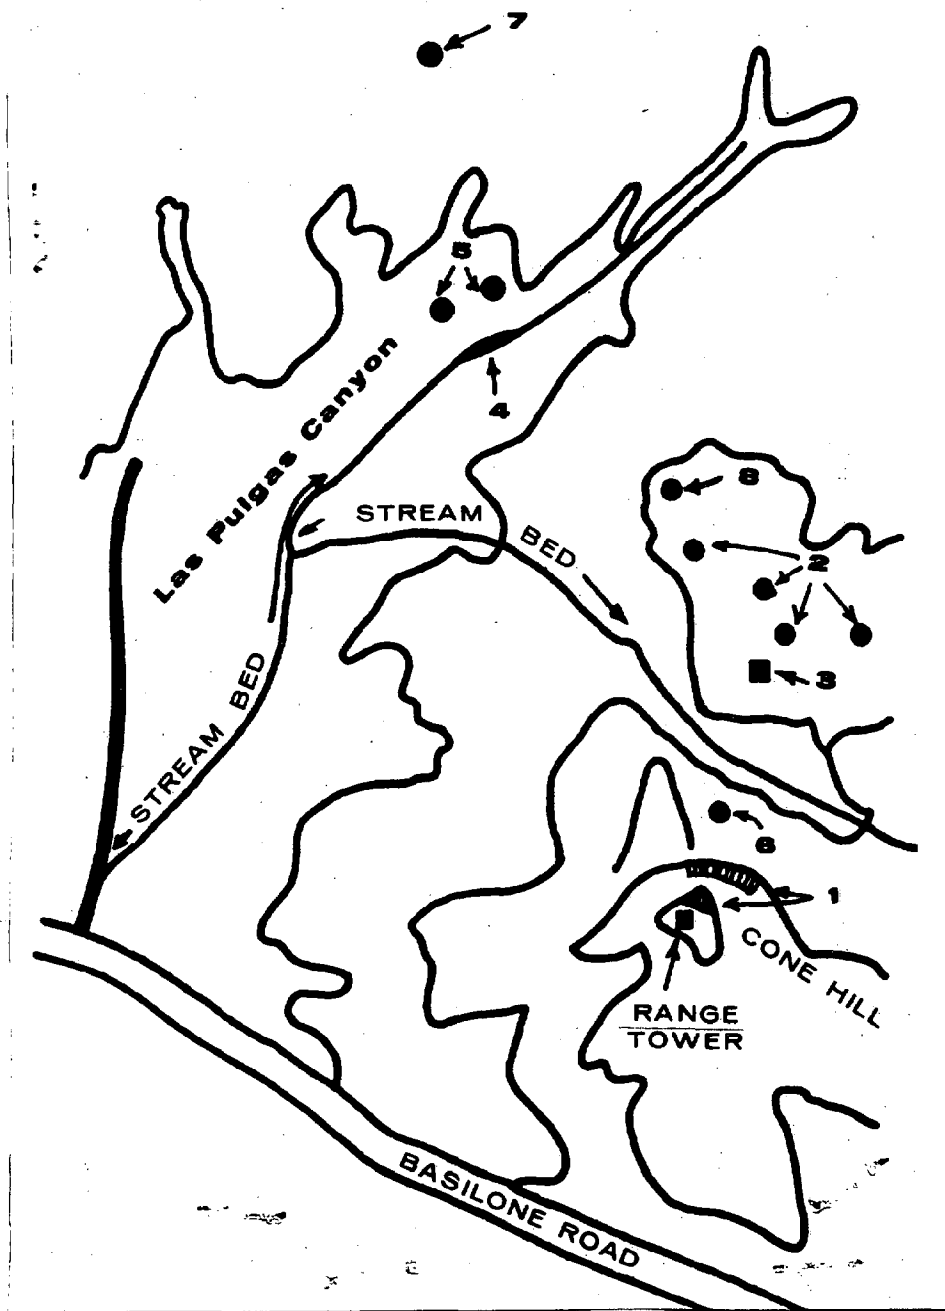 7
5
Las Pulgas Canyon
4
STREAM BED
8
2
3
STREAM BED
6
1
CONE HILL
RANGE
TOWER
BASILONE ROAD